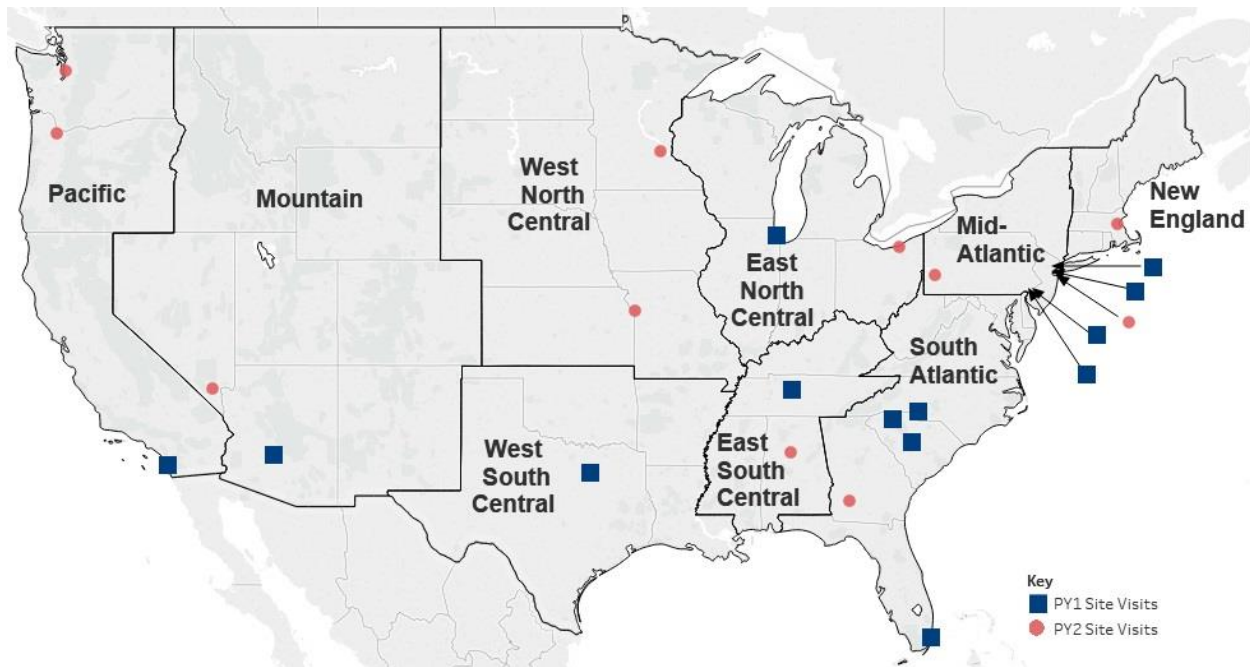 Pacific
Mountain
West
North
Central
East
North
Central
Mid-
Atlantic
New
England
South
Atlantic
West
South
Central
East
South
Central
Key
PY1 Site Visits
PY2 Site Visits